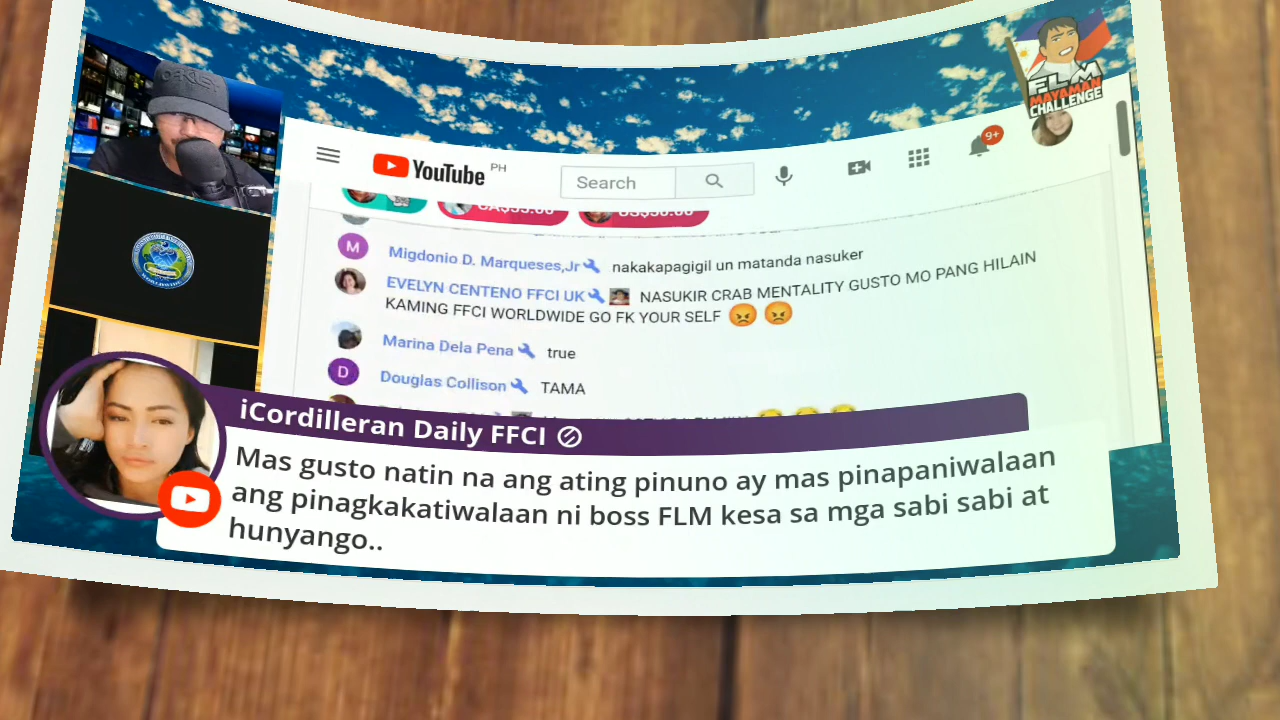 FLM
MAYAMAN
CHALLENGE
YouTube PH
Search
9+
M
Migdonio D. Marqueses,Jr nakakapagigil un matanda nasuker
EVELYN CENTENO FFCI UK NASUKIR CRAB MENTALITY GUSTO MO PANG HILAIN
KAMING FFCI WORLDWIDE GO FK YOUR SELF
Marina Dela Pena true
D
Douglas Collison TAMA
iCordilleran Daily FFCI
Mas gusto natin na ang ating pinuno ay mas pinapaniwalaan
ang pinagkakatiwalaan ni boss FLM kesa sa mga sabi sabi at
hunyango..